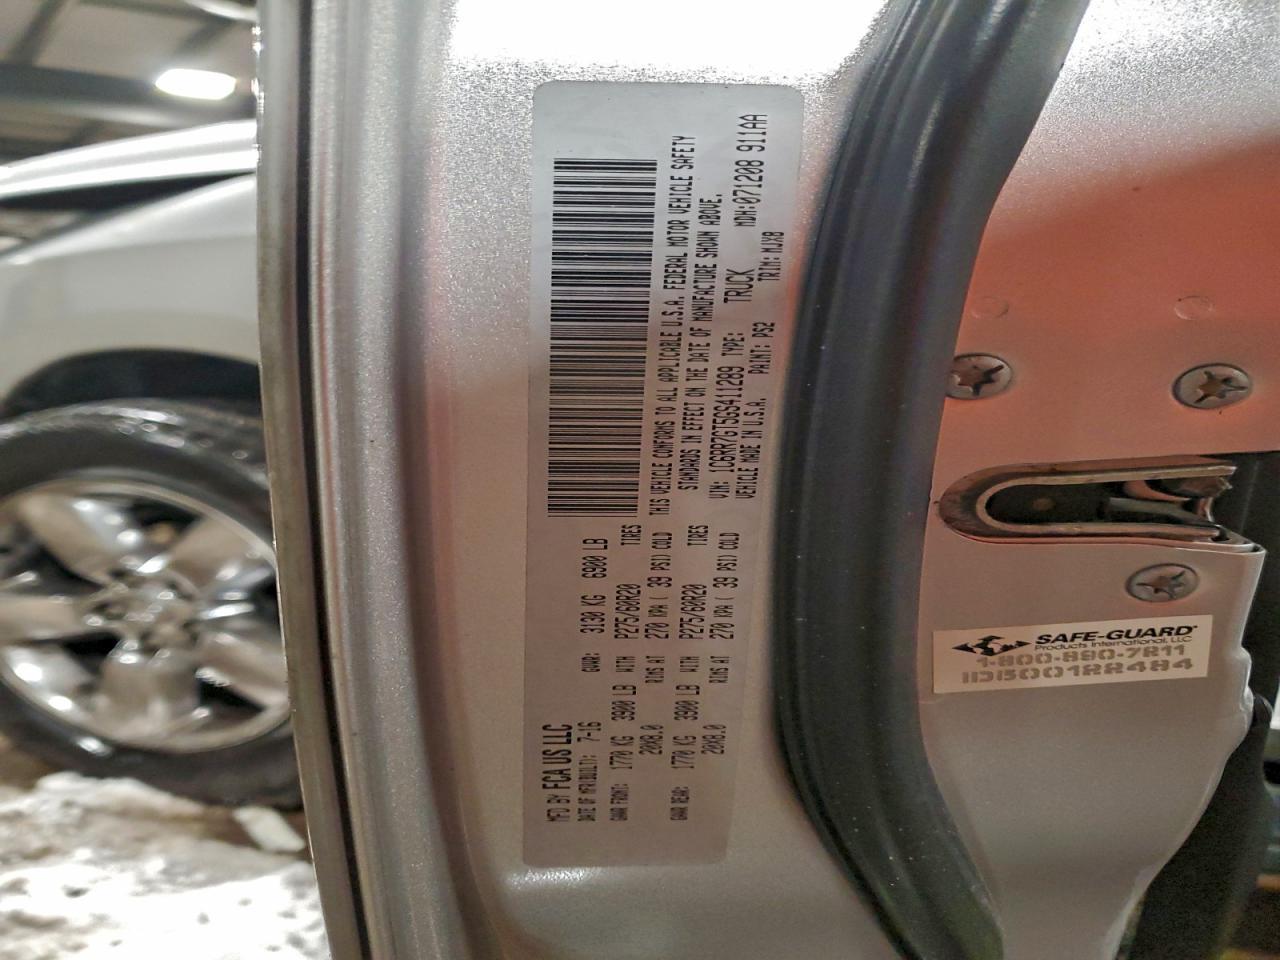 MFD BY FCA US LLC
DATE OF MFR(BUILT): 7-16 GVWR: 3130 KG 6900 LB
GAWR FRONT: 1770 KG 3900 LB WITH P275/60R20 TIRES
20X8.0 RIMS AT 270 KPA ( 39 PSI) COLD
GAWR REAR: 1770 KG 3900 LB WITH P275/60R20 TIRES
20X8.0 RIMS AT 270 KPA ( 39 PSI) COLD
THIS VEHICLE CONFORMS TO ALL APPLICABLE U.S.A. FEDERAL MOTOR VEHICLE SAFETY
STANDARDS IN EFFECT ON THE DATE OF MANUFACTURE SHOWN ABOVE.
VIN: 1C6RR7GT5GS411289 TYPE: TRUCK MDH:071208 911AA
VEHICLE MADE IN U.S.A. PAINT: PS2 TRIM: MJX8
SAFE-GUARD
Products International, LLC
1-800-890-7811
IDB00122484